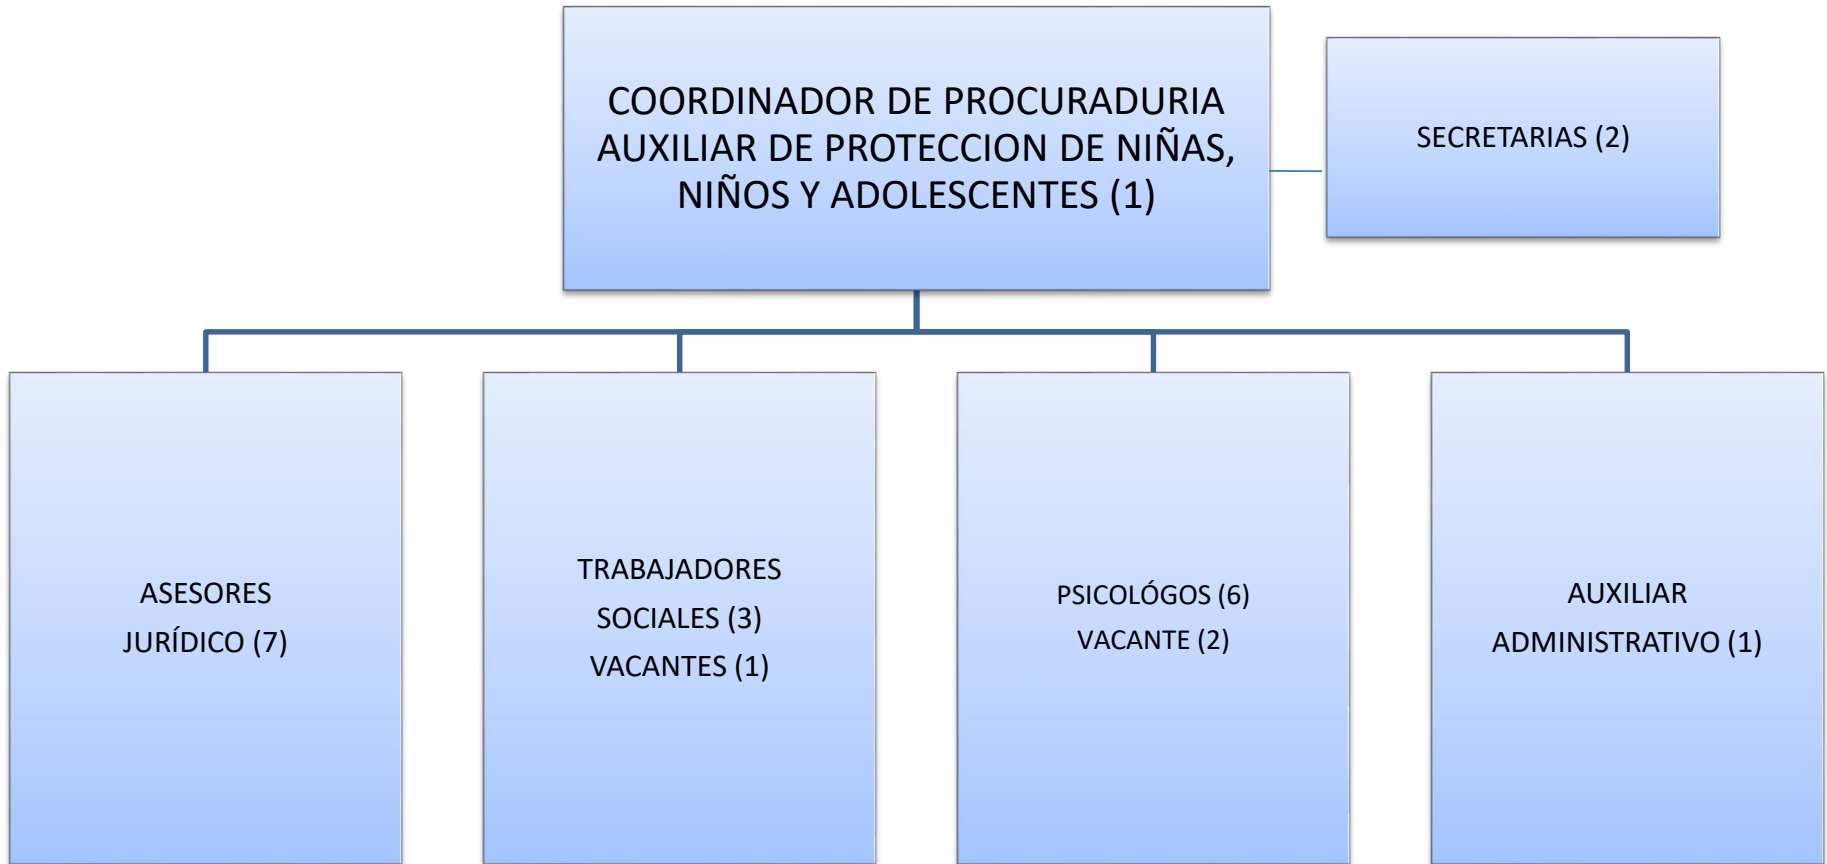 COORDINADOR DE PROCURADURIA
AUXILIAR DE PROTECCION DE NIÑAS,
NIÑOS Y ADOLESCENTES (1)
SECRETARIAS (2)
ASESORES
JURÍDICO (7)
TRABAJADORES
SOCIALES (3)
VACANTES (1)
PSICOLÓGOS (6)
VACANTE (2)
AUXILIAR
ADMINISTRATIVO (1)